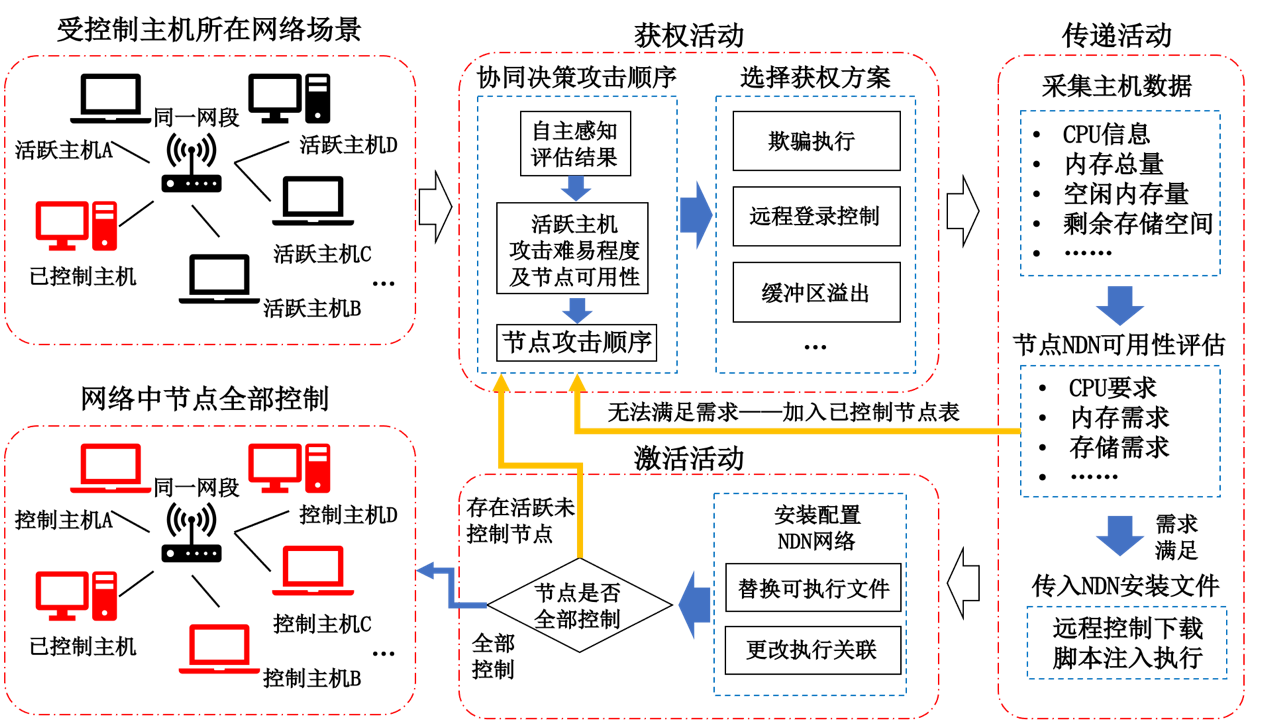 受控制主机所在网络场景
同一网段
活跃主机A
活跃主机D
活跃主机C
已控制主机
活跃主机B
...
获权活动
协同决策攻击顺序
自主感知
评估结果
活跃主机
攻击难易程度
及节点可用性
节点攻击顺序
选择获权方案
欺骗执行
远程登录控制
缓冲区溢出
...
传递活动
采集主机数据
• CPU信息
• 内存总量
• 空闲内存量
• 剩余存储空间
• ……
节点NDN可用性评估
• CPU要求
• 内存需求
• 存储需求
• ……
需求
满足
传入NDN安装文件
远程控制下载
脚本注入执行
无法满足需求——加入已控制节点表
激活活动
安装配置
NDN网络
替换可执行文件
更改执行关联
存在活跃未
控制节点
节点是否
全部控制
全部
控制
网络中节点全部控制
同一网段
控制主机A
控制主机D
控制主机C
已控制主机
控制主机B
...